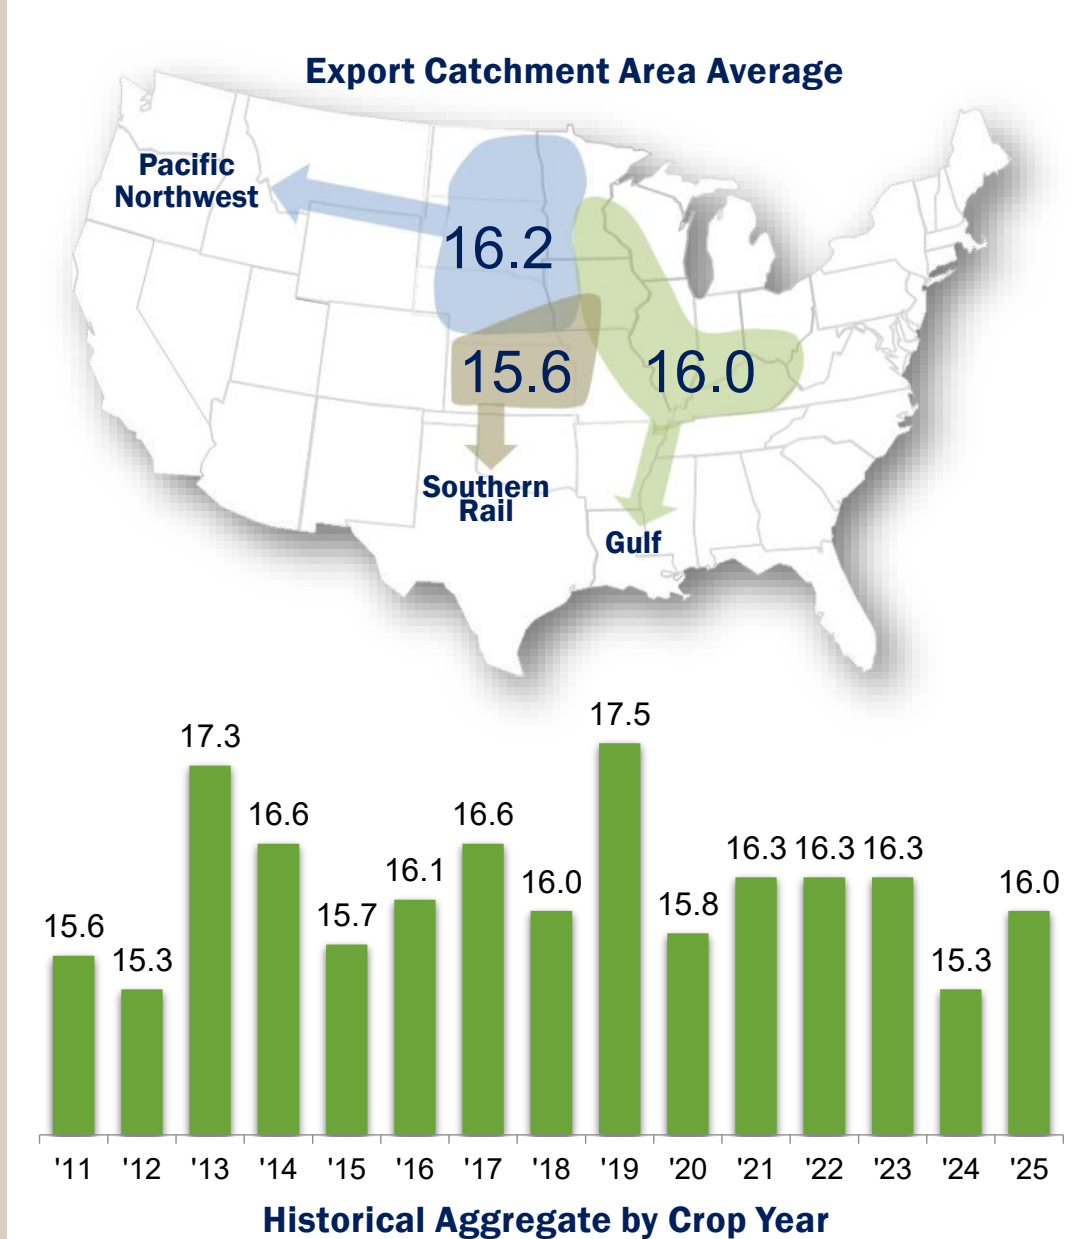 Export Catchment Area Average
Pacific
Northwest
16.2
15.6
16.0
Southern
Rail
Gulf
15.6
15.3
17.3
16.6
15.7
16.1
16.6
16.0
17.5
15.8
16.3
16.3
16.3
15.3
16.0
'11 '12 '13 '14 '15 '16 '17 '18 '19 '20 '21 '22 '23 '24 '25
Historical Aggregate by Crop Year